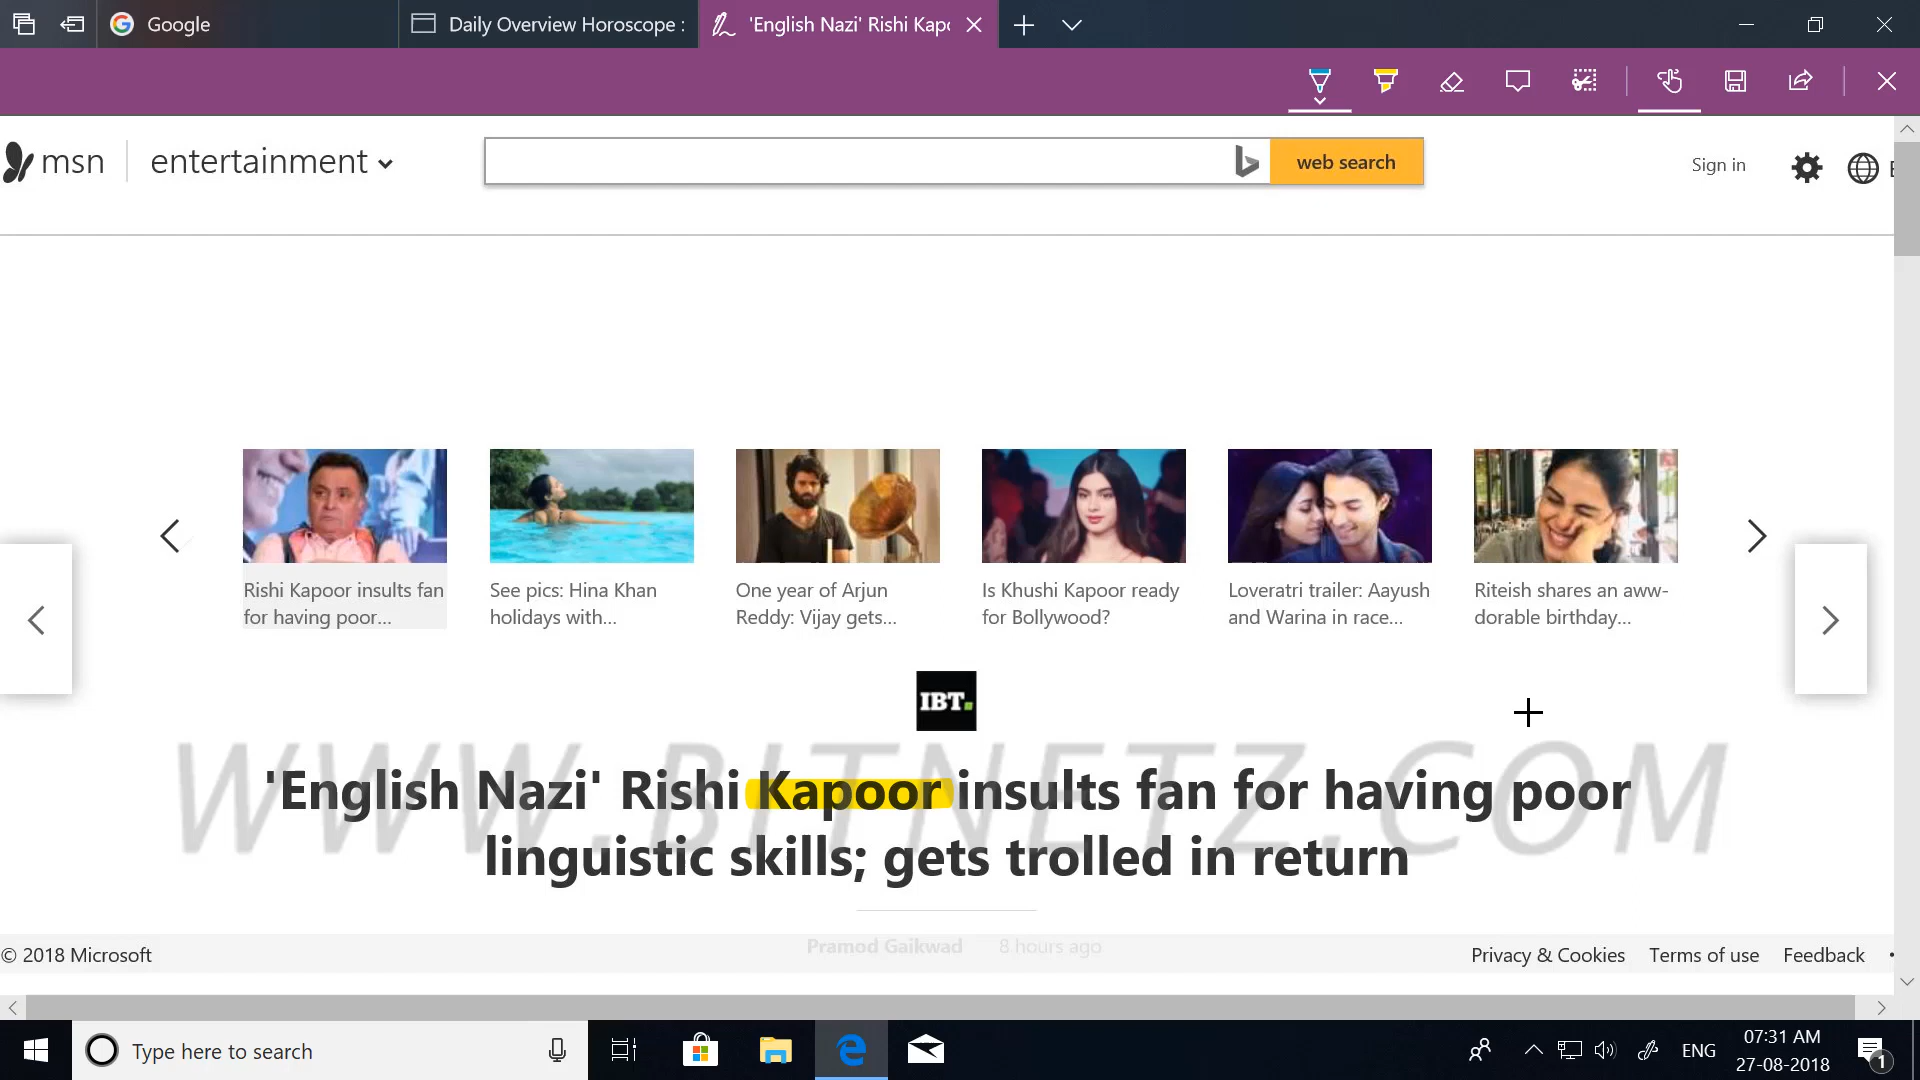 Google
Daily Overview Horoscope :
'English Nazi' Rishi Kapo
msn
entertainment
web search
Sign in
Rishi Kapoor insults fan
for having poor...
See pics: Hina Khan
holidays with...
One year of Arjun
Reddy: Vijay gets...
Is Khushi Kapoor ready
for Bollywood?
Loveratri trailer: Aayush
and Warina in race...
Riteish shares an aww-
dorable birthday...
IBT.
WWW.BITNETZ.COM
'English Nazi' Rishi Kapoor insults fan for having poor
linguistic skills; gets trolled in return
Pramod Gaikwad 8 hours ago
© 2018 Microsoft
Privacy & Cookies Terms of use Feedback
Type here to search
ENG
07:31 AM
27-08-2018
1